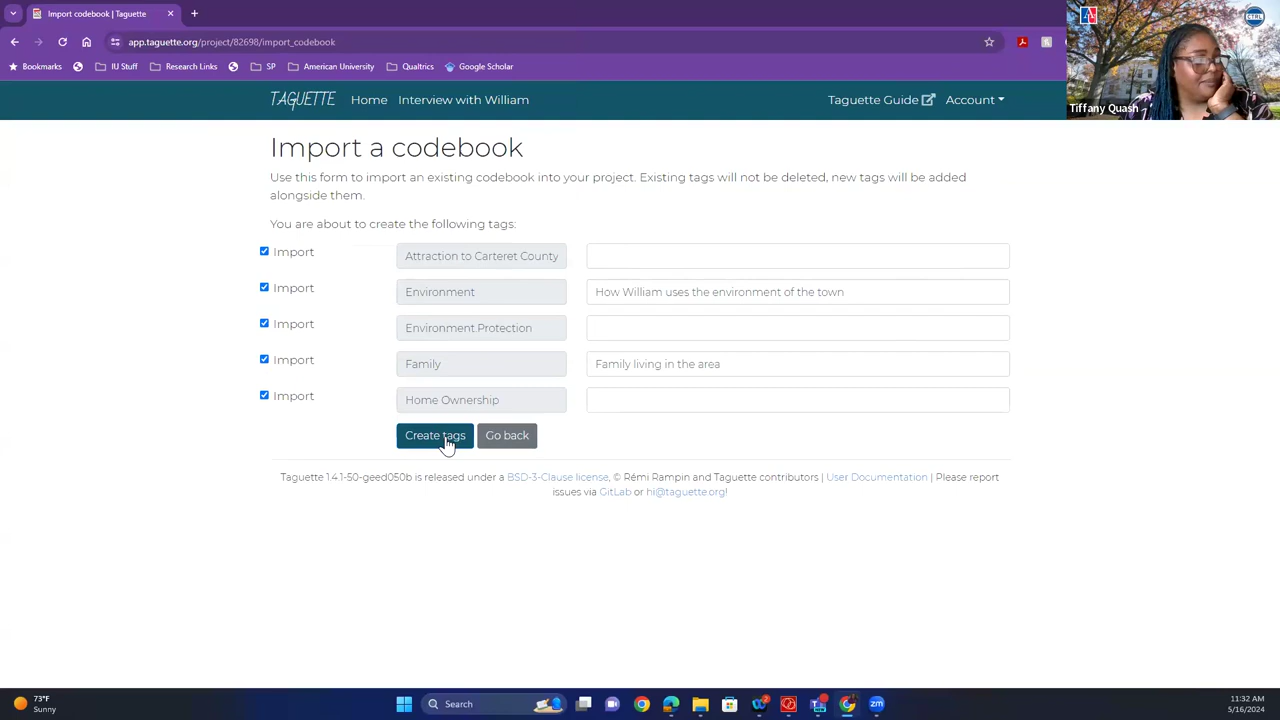 Import codebook | Taguette
app.taguette.org/project/82698/import_codebook
Bookmarks IU Stuff Research Links SP American University Qualtrics Google Scholar
TAGUETTE Home Interview with William Taguette Guide Account
Tiffany Quash
CTRL
Import a codebook
Use this form to import an existing codebook into your project. Existing tags will not be deleted, new tags will be added
alongside them.
You are about to create the following tags:
Import Attraction to Carteret County
Import Environment How William uses the environment of the town
Import Environment.Protection
Import Family Family living in the area
Import Home Ownership
Create tags Go back
Taguette 1.4.1-50-geed050b is released under a BSD-3-Clause license, © Rémi Rampin and Taguette contributors | User Documentation | Please report
issues via GitLab or hi@taguette.org!
73°F
Sunny
Search
zm
11:32 AM
5/16/2024